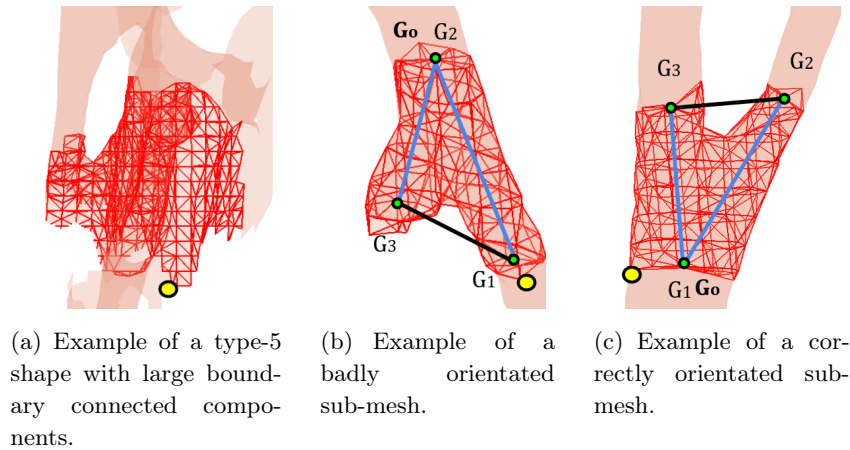 Go G2
G3
G1
G3
G2
G1 Go
(a) Example of a type-5
shape with large bound-
ary connected compo-
nents.
(b) Example of a
badly orientated
sub-mesh.
(c) Example of a cor-
rectly orientated sub-
mesh.